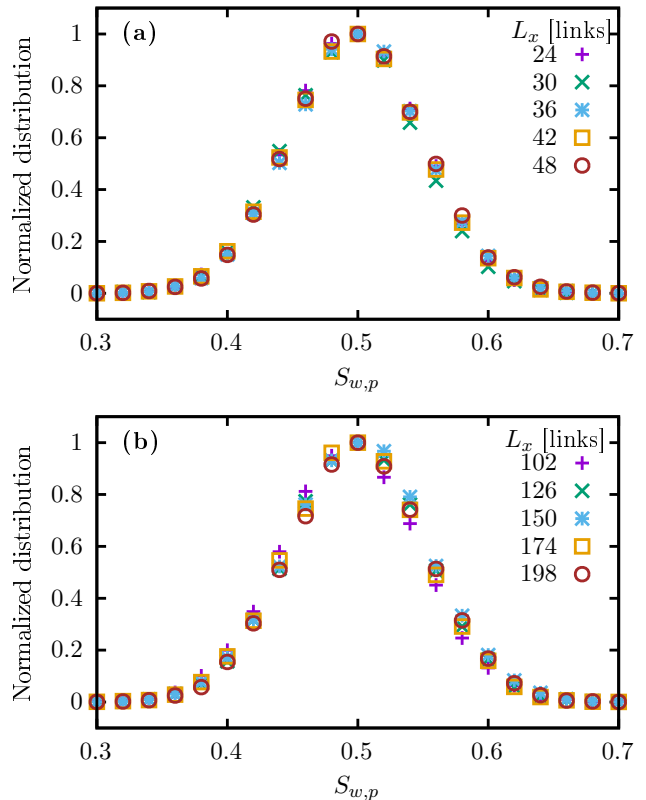 (a)
L_x [links]
24
30
36
42
48
Normalized distribution
1
0.8
0.6
0.4
0.2
0
0.3 0.4 0.5 0.6 0.7
S_{w,p}
(b)
L_x [links]
102
126
150
174
198
Normalized distribution
1
0.8
0.6
0.4
0.2
0
0.3 0.4 0.5 0.6 0.7
S_{w,p}